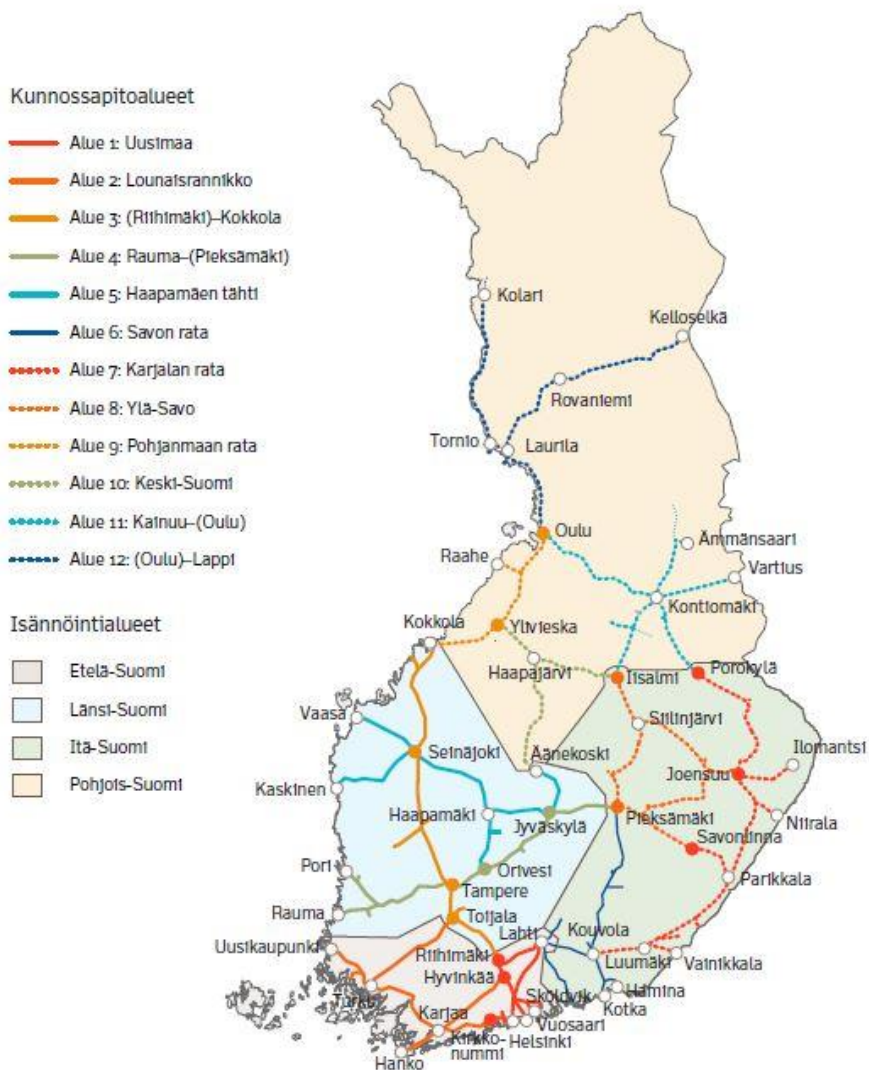 Kunnossapitoalueet
Alue 1: Uusimaa
Alue 2: Lounaisrannikko
Alue 3: (Riihimäki)–Kokkola
Alue 4: Rauma–(Pieksämäki)
Alue 5: Haapamäen tähti
Alue 6: Savon rata
Alue 7: Karjalan rata
Alue 8: Ylä-Savo
Alue 9: Pohjanmaan rata
Alue 10: Keski-Suomi
Alue 11: Kainuu–(Oulu)
Alue 12: (Oulu)–Lappi
Isännöintialueet
Etelä-Suomi
Länsi-Suomi
Itä-Suomi
Pohjois-Suomi
Kolari
Kelloselkä
Rovaniemi
Tornio
Laurila
Oulu
Ämmänsaari
Raahe
Vartius
Kontiomäki
Kokkola
Ylivieska
Haapajärvi
Iisalmi
Porokylä
Vaasa
Siilinjärvi
Seinäjoki
Äänekoski
Joensuu
Ilomantsi
Kaskinen
Haapamäki
Jyväskylä
Pieksämäki
Niirala
Savonlinna
Pori
Orivesi
Parikkala
Tampere
Rauma
Toijala
Uusikaupunki
Lahti
Kouvola
Riihimäki
Luumäki
Vainikkala
Hyvinkää
Turku
Sköldvik
Hamina
Kotka
Karjaa
Vuosaari
Kirkko-
nummi
Helsinki
Hanko